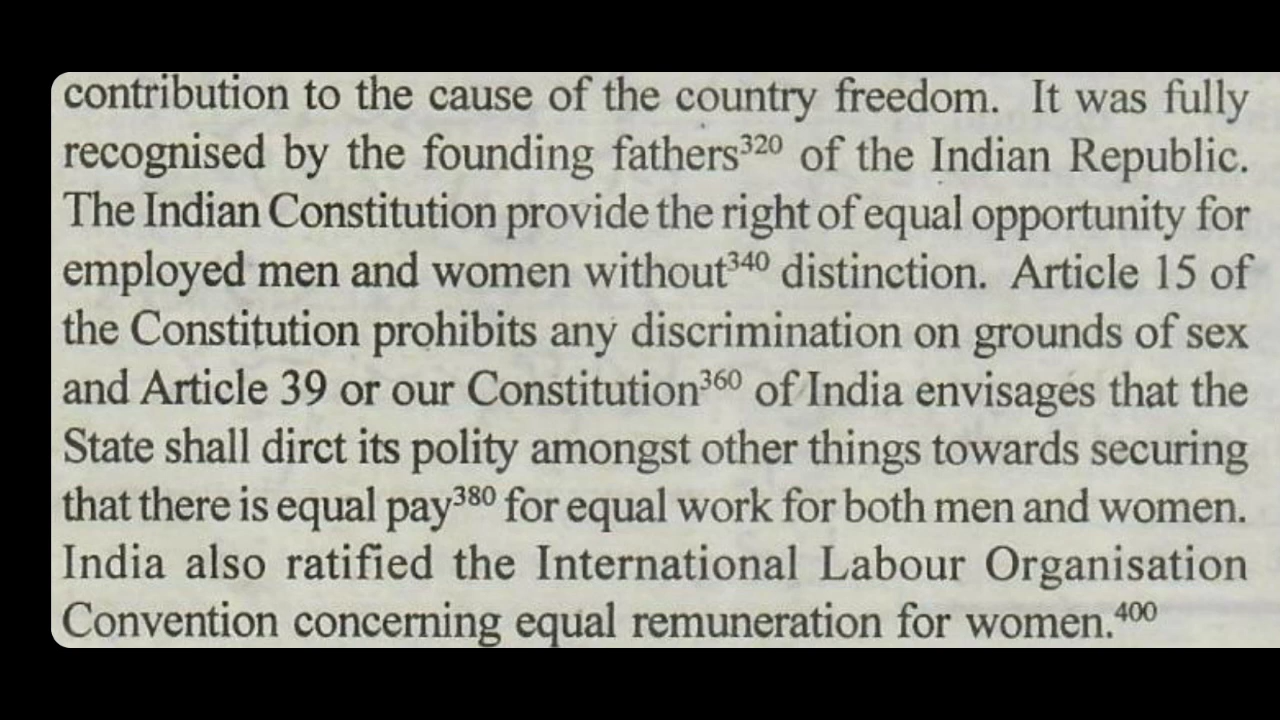 contribution to the cause of the country freedom. It was fully
recognised by the founding fathers320 of the Indian Republic.
The Indian Constitution provide the right of equal opportunity for
employed men and women without340 distinction. Article 15 of
the Constitution prohibits any discrimination on grounds of sex
and Article 39 or our Constitution360 of India envisages that the
State shall dirct its polity amongst other things towards securing
that there is equal pay380 for equal work for both men and women.
India also ratified the International Labour Organisation
Convention concerning equal remuneration for women.400